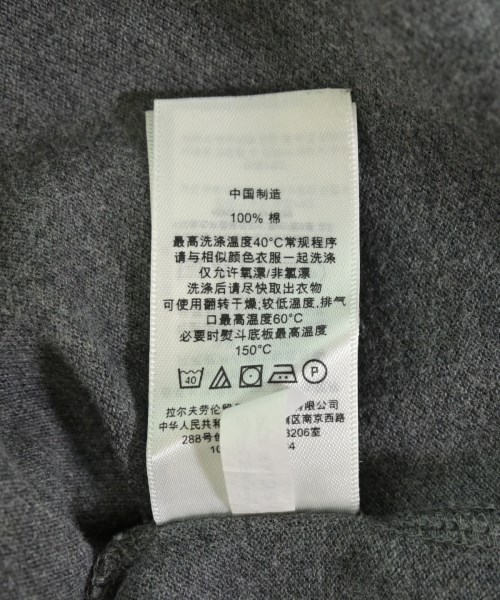 中国制造
100% 棉
最高洗涤温度40°C常规程序
请与相似颜色衣服一起洗涤
仅允许氧漂/非氯漂
洗涤后请尽快取出衣物
可使用翻转干燥;较低温度,排气
口最高温度60°C
必要时熨斗底板最高温度
150°C
40 P
拉尔夫劳伦贸 有限公司
中华人民共和 区南京西路
288号创 3206室
10 4